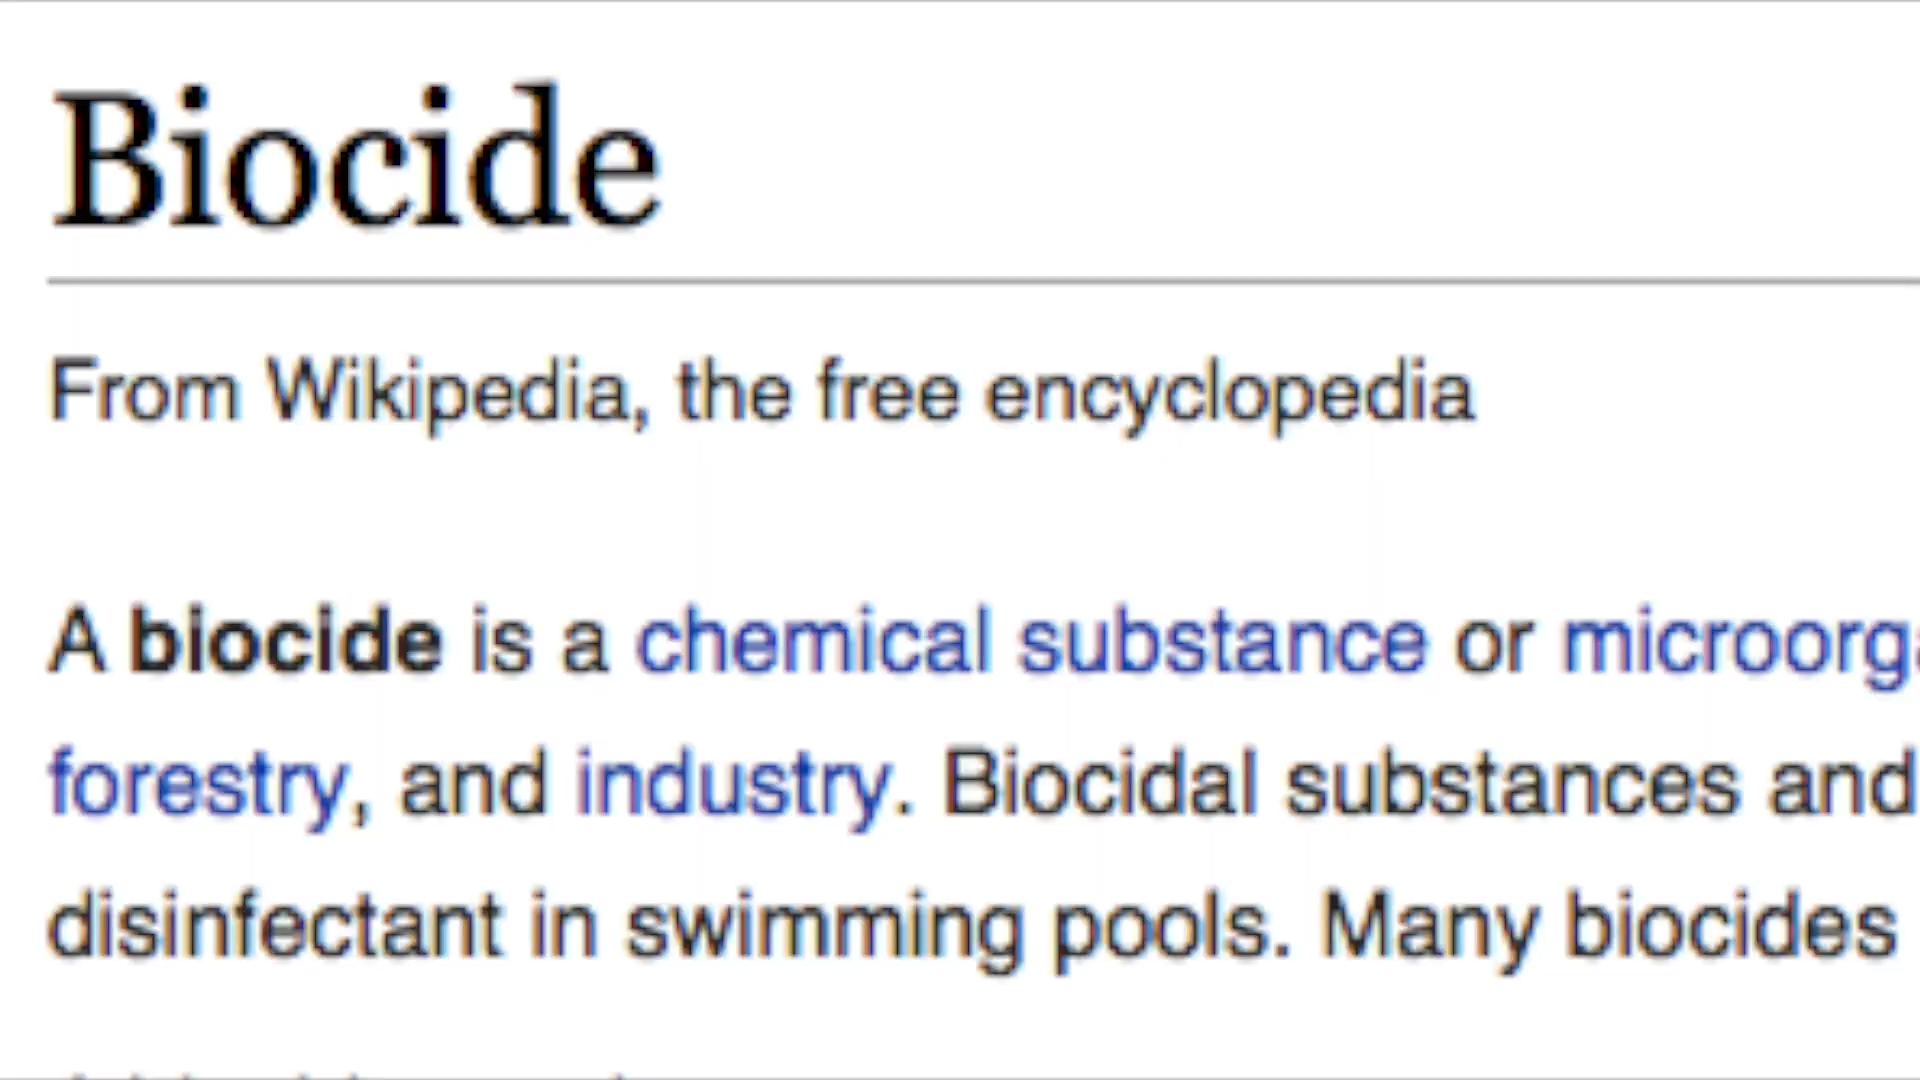 Biocide
From Wikipedia, the free encyclopedia
A biocide is a chemical substance or
forestry, and industry. Biocidal substances and
disinfectant in swimming pools. Many biocides